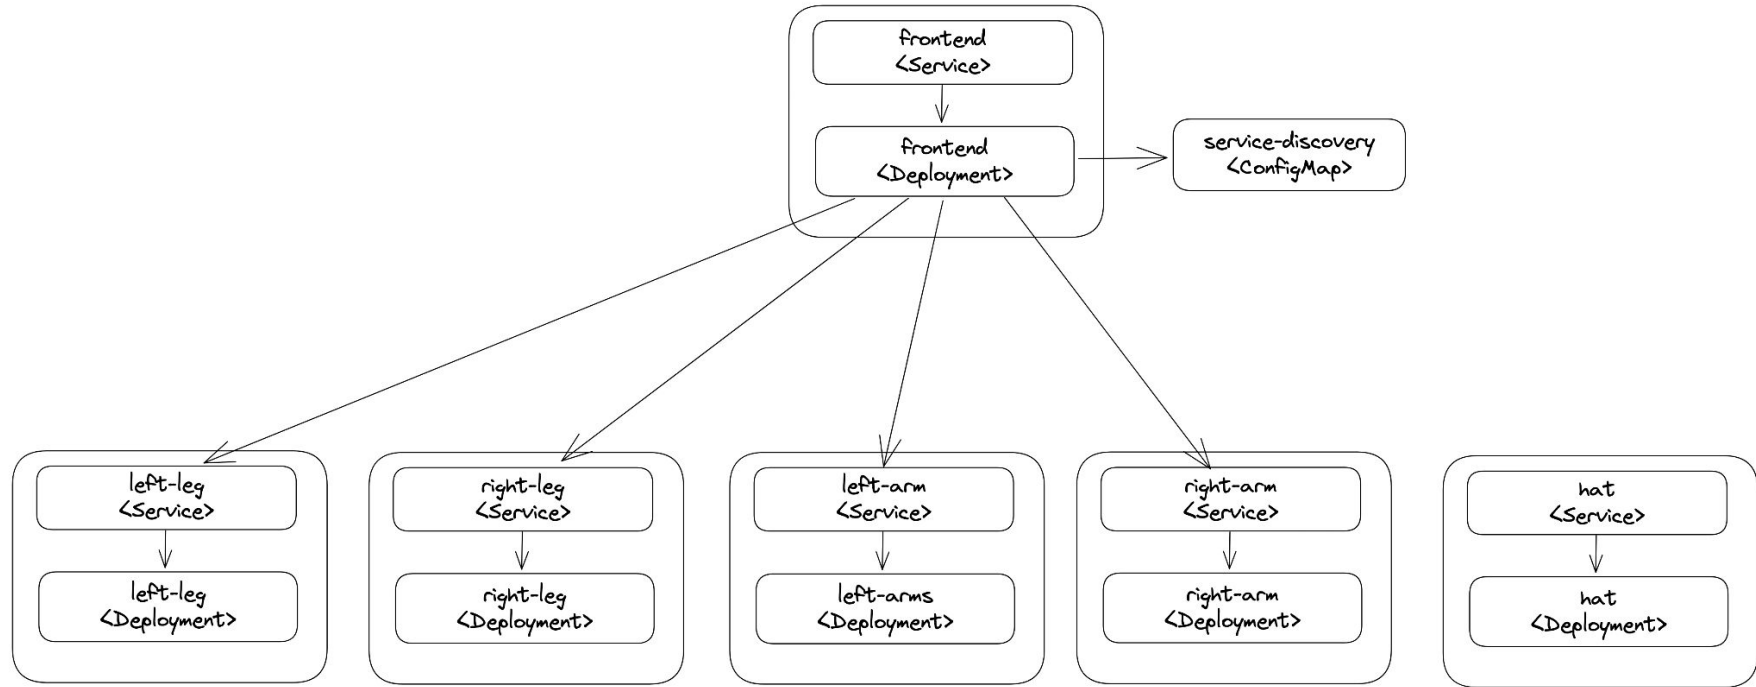 frontend
<Service>
frontend
<Deployment>
service-discovery
<ConfigMap>
left-leg
<Service>
left-leg
<Deployment>
right-leg
<Service>
right-leg
<Deployment>
left-arm
<Service>
left-arms
<Deployment>
right-arm
<Service>
right-arm
<Deployment>
hat
<Service>
hat
<Deployment>